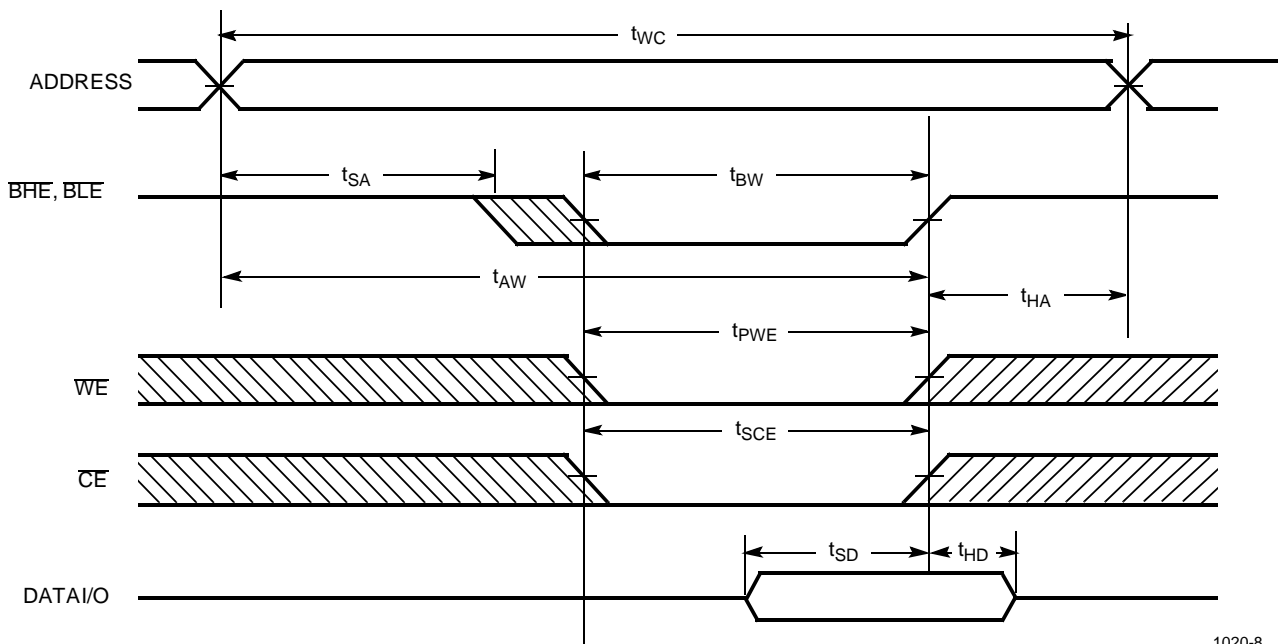 tWC
ADDRESS
tSA
tBW
BHE, BLE
tAW
tHA
tPWE
WE
tSCE
CE
tSD
tHD
DATAI/O
1020-8